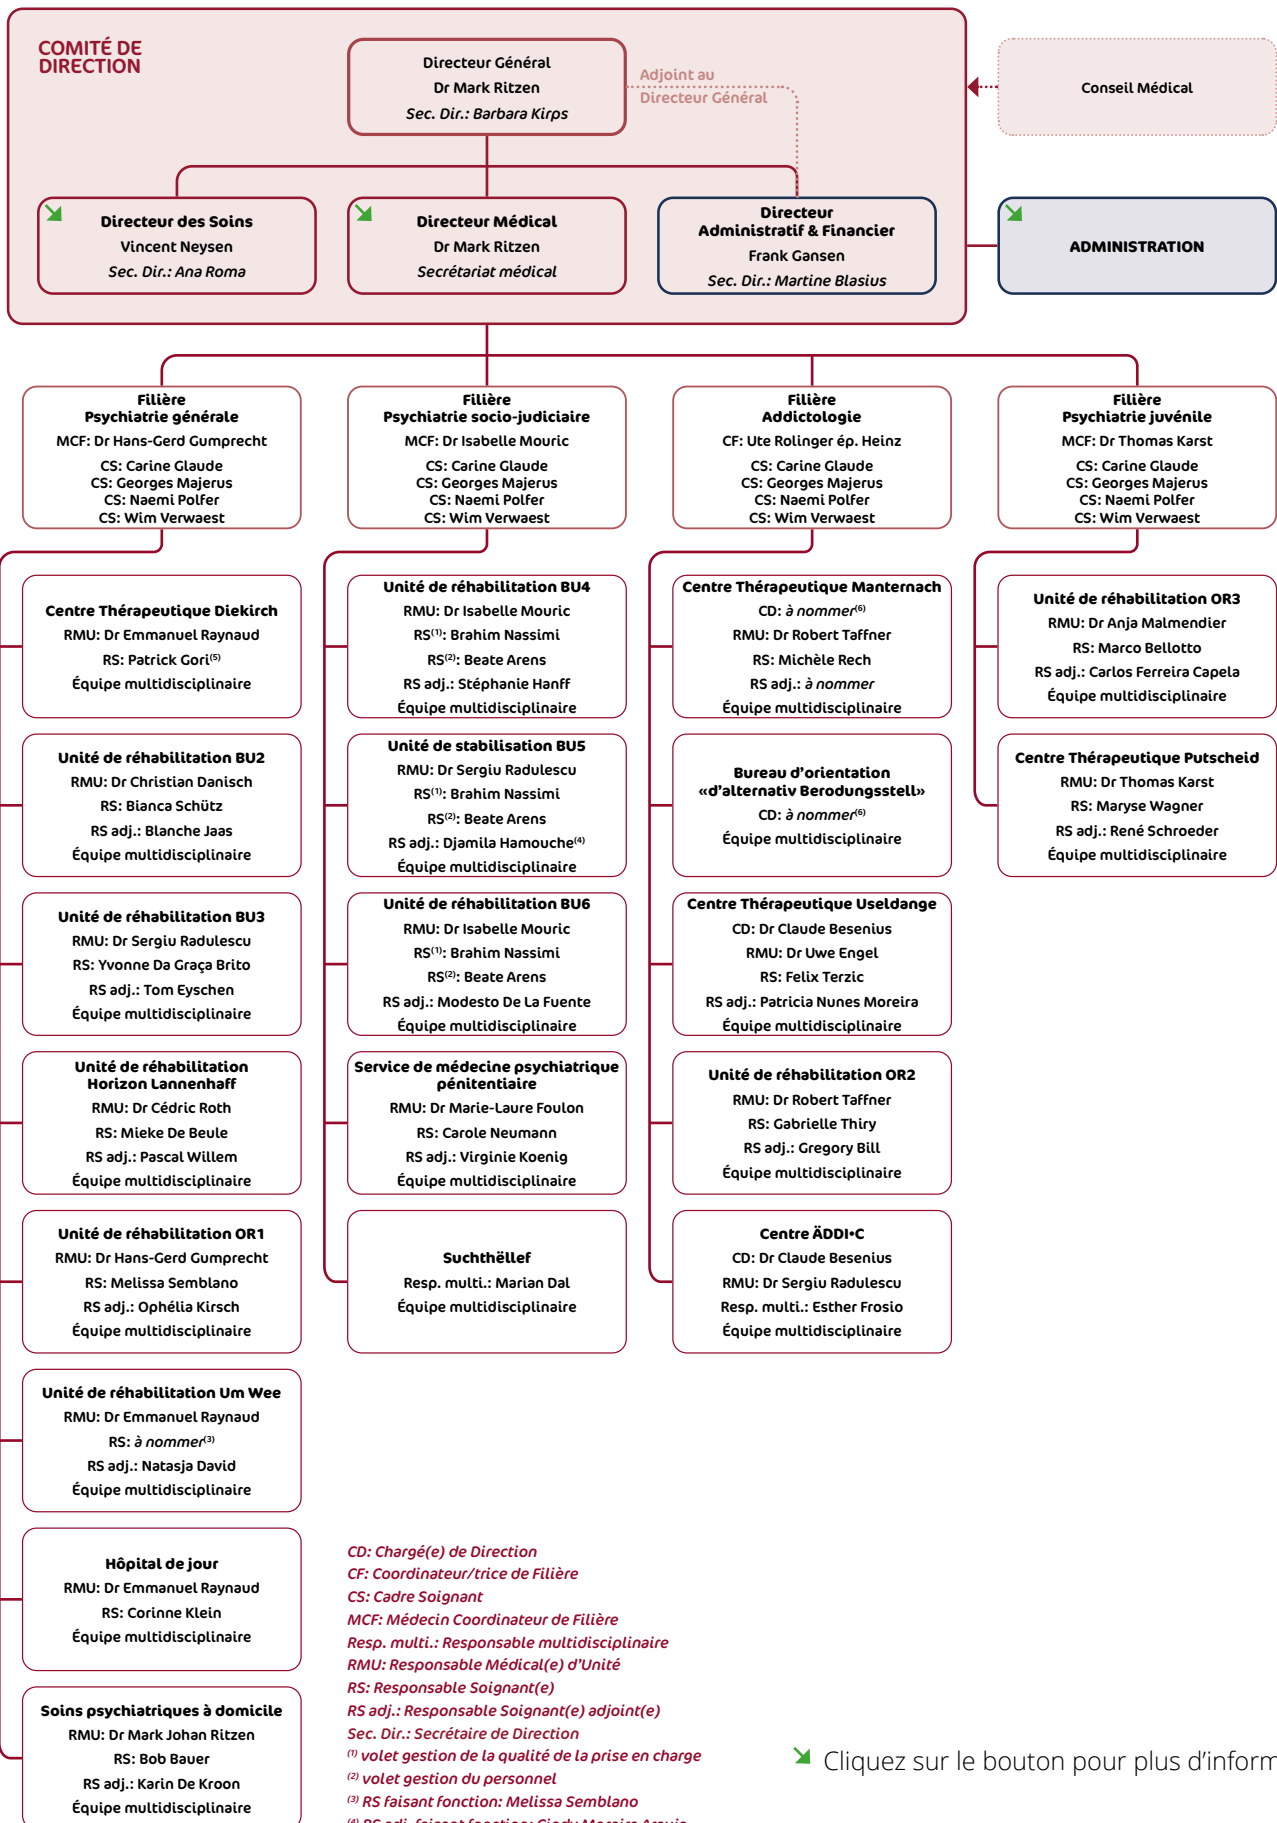 COMITÉ DE
DIRECTION
Directeur Général
Dr Mark Ritzen
Sec. Dir.: Barbara Kirps
Adjoint au
Directeur Général
Conseil Médical
Directeur des Soins
Vincent Neysen
Sec. Dir.: Ana Roma
Directeur Médical
Dr Mark Ritzen
Secrétariat médical
Directeur
Administratif & Financier
Frank Gansen
Sec. Dir.: Martine Blasius
ADMINISTRATION
Filière
Psychiatrie générale
MCF: Dr Hans-Gerd Gumprecht
CS: Carine Glaude
CS: Georges Majerus
CS: Naemi Polfer
CS: Wim Verwaest
Filière
Psychiatrie socio-judiciaire
MCF: Dr Isabelle Mouric
CS: Carine Glaude
CS: Georges Majerus
CS: Naemi Polfer
CS: Wim Verwaest
Filière
Addictologie
CF: Ute Rolinger ép. Heinz
CS: Carine Glaude
CS: Georges Majerus
CS: Naemi Polfer
CS: Wim Verwaest
Filière
Psychiatrie juvénile
MCF: Dr Thomas Karst
CS: Carine Glaude
CS: Georges Majerus
CS: Naemi Polfer
CS: Wim Verwaest
Centre Thérapeutique Diekirch
RMU: Dr Emmanuel Raynaud
RS: Patrick Gori(5)
Équipe multidisciplinaire
Unité de réhabilitation BU2
RMU: Dr Christian Danisch
RS: Bianca Schütz
RS adj.: Blanche Jaas
Équipe multidisciplinaire
Unité de réhabilitation BU3
RMU: Dr Sergiu Radulescu
RS: Yvonne Da Graça Brito
RS adj.: Tom Eyschen
Équipe multidisciplinaire
Unité de réhabilitation
Horizon Lannenhaff
RMU: Dr Cédric Roth
RS: Mieke De Beule
RS adj.: Pascal Willem
Équipe multidisciplinaire
Unité de réhabilitation OR1
RMU: Dr Hans-Gerd Gumprecht
RS: Melissa Semblano
RS adj.: Ophélia Kirsch
Équipe multidisciplinaire
Unité de réhabilitation Um Wee
RMU: Dr Emmanuel Raynaud
RS: à nommer(3)
RS adj.: Natasja David
Équipe multidisciplinaire
Hôpital de jour
RMU: Dr Emmanuel Raynaud
RS: Corinne Klein
Équipe multidisciplinaire
Soins psychiatriques à domicile
RMU: Dr Mark Johan Ritzen
RS: Bob Bauer
RS adj.: Karin De Kroon
Équipe multidisciplinaire
Unité de réhabilitation BU4
RMU: Dr Isabelle Mouric
RS(1): Brahim Nassimi
RS(2): Beate Arens
RS adj.: Stéphanie Hanff
Équipe multidisciplinaire
Unité de stabilisation BU5
RMU: Dr Sergiu Radulescu
RS(1): Brahim Nassimi
RS(2): Beate Arens
RS adj.: Djamila Hamouche(4)
Équipe multidisciplinaire
Unité de réhabilitation BU6
RMU: Dr Isabelle Mouric
RS(1): Brahim Nassimi
RS(2): Beate Arens
RS adj.: Modesto De La Fuente
Équipe multidisciplinaire
Service de médecine psychiatrique
pénitentiaire
RMU: Dr Marie-Laure Foulon
RS: Carole Neumann
RS adj.: Virginie Koenig
Équipe multidisciplinaire
Suchthëllef
Resp. multi.: Marian Dal
Équipe multidisciplinaire
Centre Thérapeutique Manternach
CD: à nommer(6)
RMU: Dr Robert Taffner
RS: Michèle Rech
RS adj.: à nommer
Équipe multidisciplinaire
Bureau d'orientation
«d'alternativ Berodungsstell»
CD: à nommer(6)
Équipe multidisciplinaire
Centre Thérapeutique Useldange
CD: Dr Claude Besenius
RMU: Dr Uwe Engel
RS: Felix Terzic
RS adj.: Patricia Nunes Moreira
Équipe multidisciplinaire
Unité de réhabilitation OR2
RMU: Dr Robert Taffner
RS: Gabrielle Thiry
RS adj.: Gregory Bill
Équipe multidisciplinaire
Centre ÄDDI•C
CD: Dr Claude Besenius
RMU: Dr Sergiu Radulescu
Resp. multi.: Esther Frosio
Équipe multidisciplinaire
Unité de réhabilitation OR3
RMU: Dr Anja Malmendier
RS: Marco Bellotto
RS adj.: Carlos Ferreira Capela
Équipe multidisciplinaire
Centre Thérapeutique Putscheid
RMU: Dr Thomas Karst
RS: Maryse Wagner
RS adj.: René Schroeder
Équipe multidisciplinaire
CD: Chargé(e) de Direction
CF: Coordinateur/trice de Filière
CS: Cadre Soignant
MCF: Médecin Coordinateur de Filière
Resp. multi.: Responsable multidisciplinaire
RMU: Responsable Médical(e) d'Unité
RS: Responsable Soignant(e)
RS adj.: Responsable Soignant(e) adjoint(e)
Sec. Dir.: Secrétaire de Direction
(1) volet gestion de la qualité de la prise en charge
(2) volet gestion du personnel
(3) RS faisant fonction: Melissa Semblano
(4) RS adj. faisant fonction: Cindy Moreira Araujo
Cliquez sur le bouton pour plus d'inform